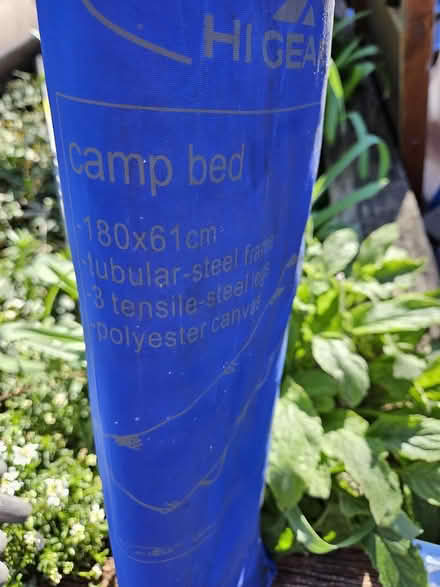 HI GEAR
camp bed
-180x61cm
-tubular-steel frame
-3 tensile-steel legs
-polyester canvas